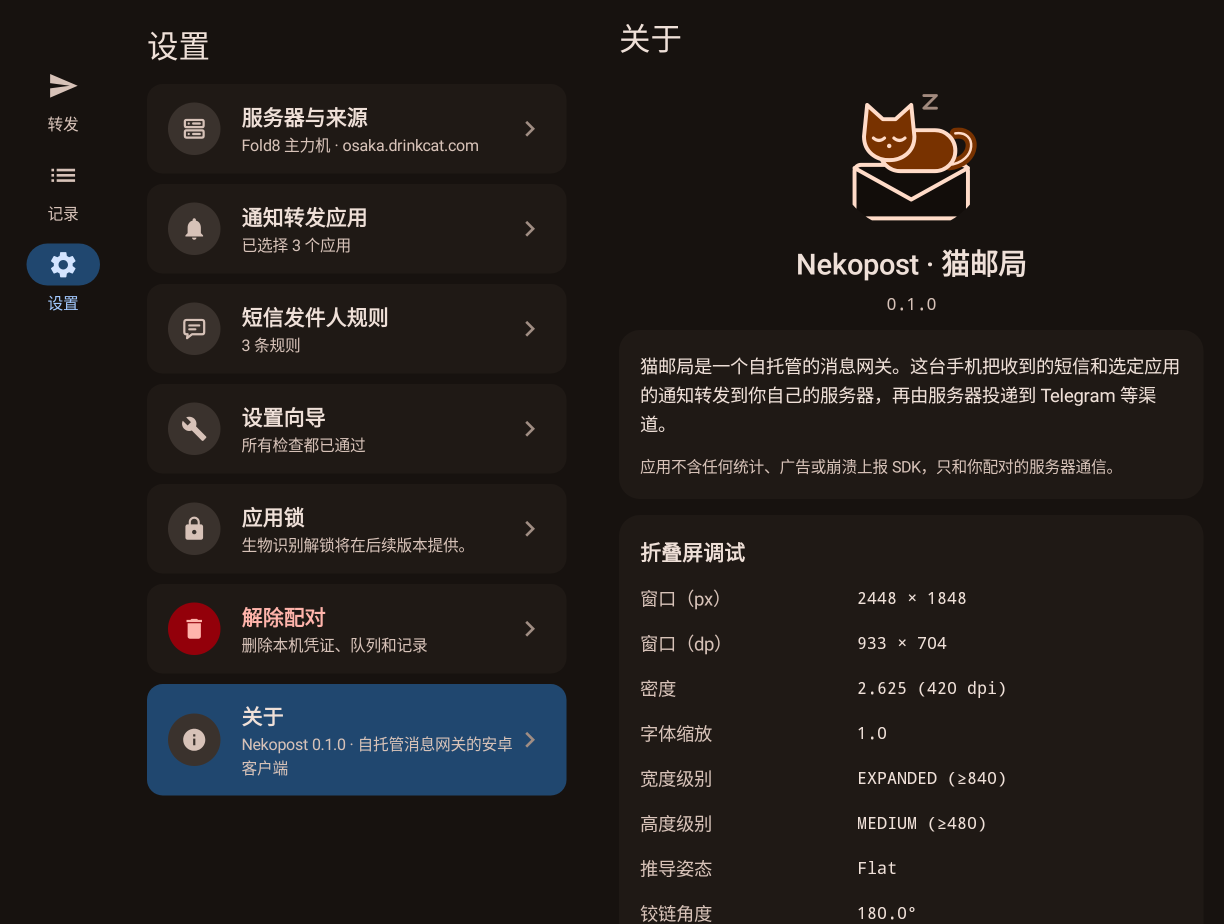 转发
记录
设置
设置
服务器与来源
Fold8 主力机 · osaka.drinkcat.com
通知转发应用
已选择 3 个应用
短信发件人规则
3 条规则
设置向导
所有检查都已通过
应用锁
生物识别解锁将在后续版本提供。
解除配对
删除本机凭证、队列和记录
关于
Nekopost 0.1.0 · 自托管消息网关的安卓
客户端
关于
Z
Nekopost · 猫邮局
0.1.0
猫邮局是一个自托管的消息网关。这台手机把收到的短信和选定应用
的通知转发到你自己的服务器，再由服务器投递到 Telegram 等渠
道。
应用不含任何统计、广告或崩溃上报 SDK，只和你配对的服务器通信。
折叠屏调试
窗口（px） 2448 × 1848
窗口（dp） 933 × 704
密度 2.625 (420 dpi)
字体缩放 1.0
宽度级别 EXPANDED (≥840)
高度级别 MEDIUM (≥480)
推导姿态 Flat
铰链角度 180.0°